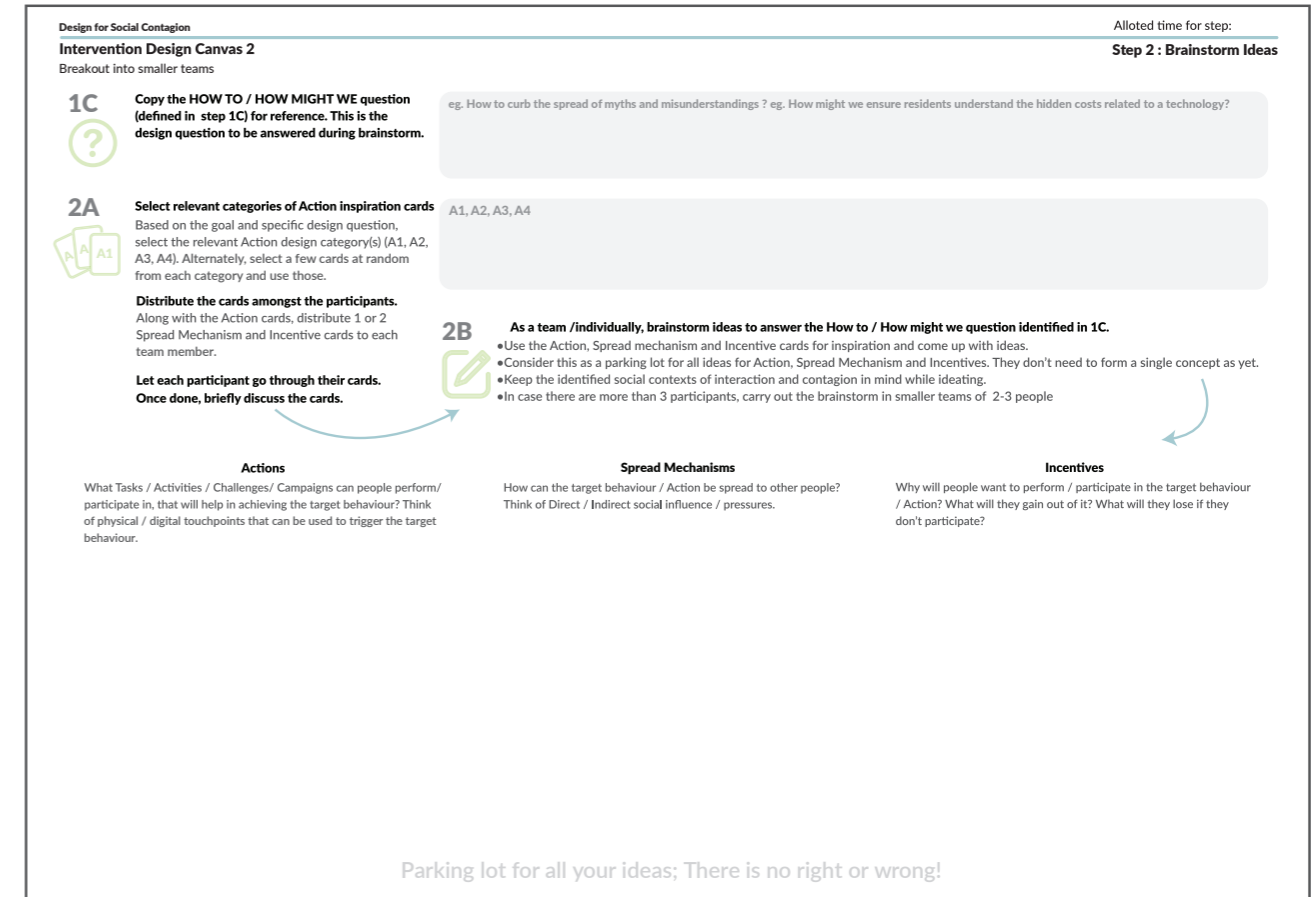 Design for Social Contagion
Alloted time for step:
Intervention Design Canvas 2
Step 2 : Brainstorm Ideas
Breakout into smaller teams
1C
Copy the HOW TO / HOW MIGHT WE question
(defined in step 1C) for reference. This is the
design question to be answered during brainstorm.
?
eg. How to curb the spread of myths and misunderstandings ? eg. How might we ensure residents understand the hidden costs related to a technology?
2A
Select relevant categories of Action inspiration cards
Based on the goal and specific design question,
select the relevant Action design category(s) (A1, A2,
A3, A4). Alternately, select a few cards at random
from each category and use those.
A A A1
A1, A2, A3, A4
Distribute the cards amongst the participants.
Along with the Action cards, distribute 1 or 2
Spread Mechanism and Incentive cards to each
team member.
Let each participant go through their cards.
Once done, briefly discuss the cards.
2B
As a team /individually, brainstorm ideas to answer the How to / How might we question identified in 1C.
•Use the Action, Spread mechanism and Incentive cards for inspiration and come up with ideas.
•Consider this as a parking lot for all ideas for Action, Spread Mechanism and Incentives. They don't need to form a single concept as yet.
•Keep the identified social contexts of interaction and contagion in mind while ideating.
•In case there are more than 3 participants, carry out the brainstorm in smaller teams of 2-3 people
Actions
What Tasks / Activities / Challenges/ Campaigns can people perform/
participate in, that will help in achieving the target behaviour? Think
of physical / digital touchpoints that can be used to trigger the target
behaviour.
Spread Mechanisms
How can the target behaviour / Action be spread to other people?
Think of Direct / Indirect social influence / pressures.
Incentives
Why will people want to perform / participate in the target behaviour
/ Action? What will they gain out of it? What will they lose if they
don't participate?
Parking lot for all your ideas; There is no right or wrong!